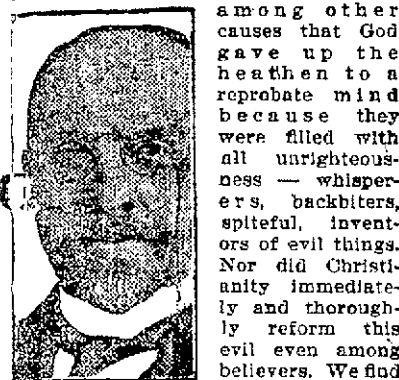 among other
causes that God
gave up the
heathen to a
reprobate mind
because they
were filled with
all unrighteous-
ness — whisper-
ers, backbiters,
spiteful, invent-
ors of evil things.
Nor did Christi-
anity immediate-
ly and thorough-
ly reform this
evil even among
believers. We find